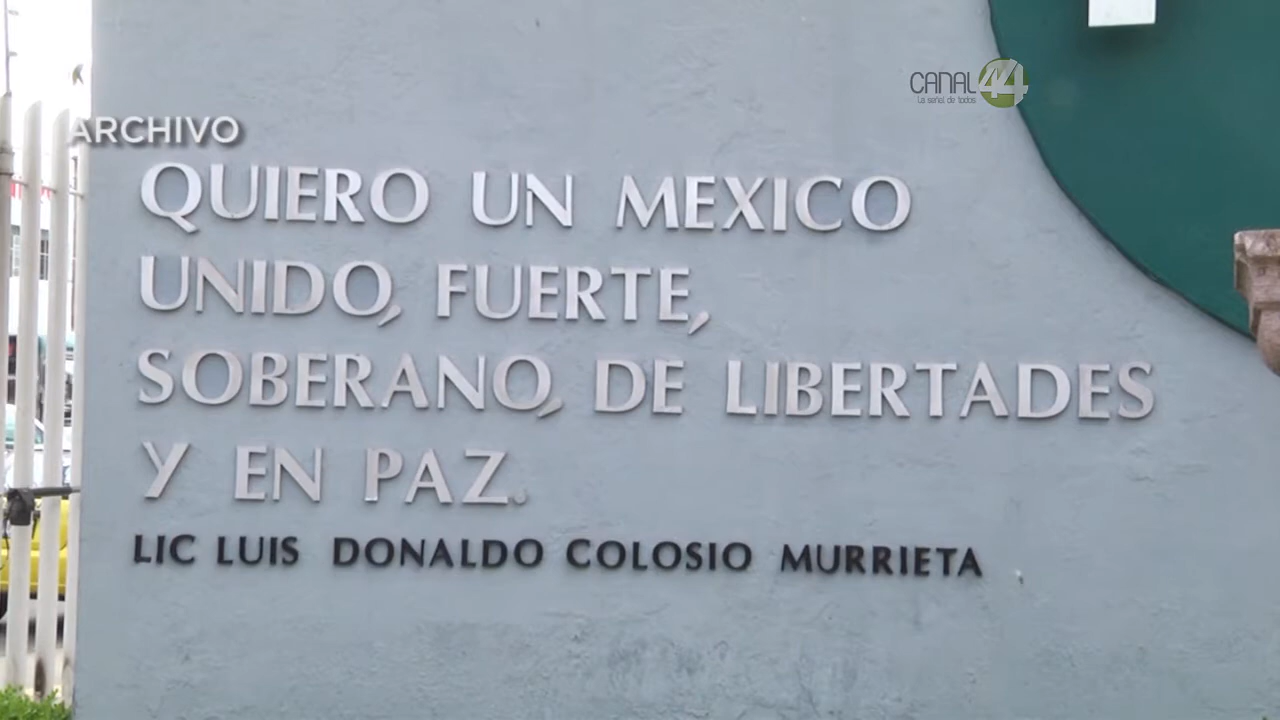 CANAL 44
La señal de todos
ARCHIVO
QUIERO UN MEXICO
UNIDO, FUERTE,
SOBERANO, DE LIBERTADES
Y EN PAZ.
LIC LUIS DONALDO COLOSIO MURRIETA